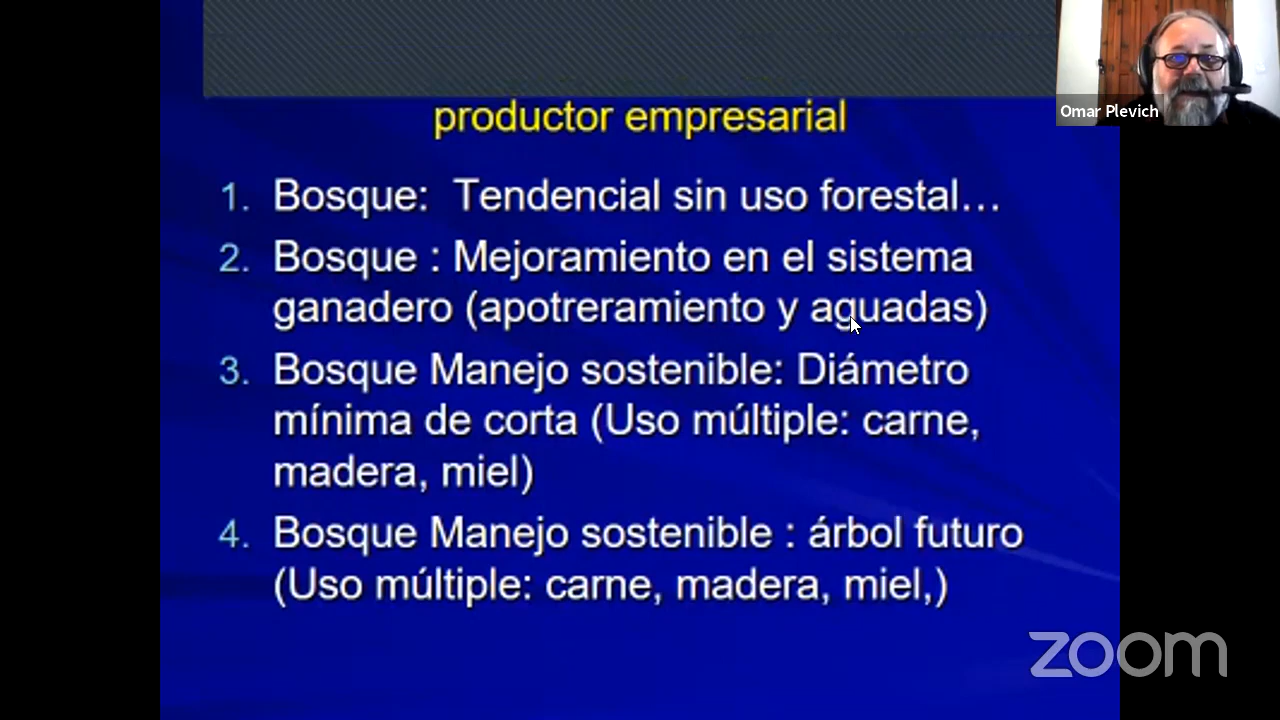 productor empresarial
Omar Plevich
1. Bosque: Tendencial sin uso forestal...
2. Bosque : Mejoramiento en el sistema
ganadero (apotreramiento y aguadas)
3. Bosque Manejo sostenible: Diámetro
mínima de corta (Uso múltiple: carne,
madera, miel)
4. Bosque Manejo sostenible : árbol futuro
(Uso múltiple: carne, madera, miel,)
zoom